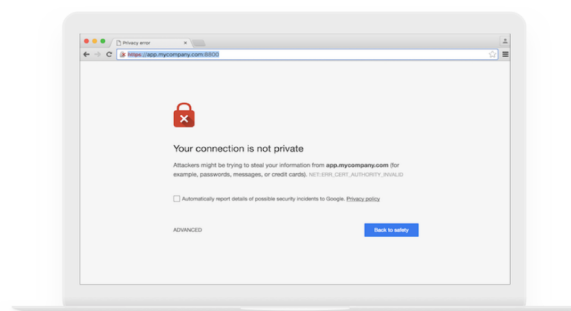 Privacy error
https://app.mycompany.com:8800
Your connection is not private
Attackers might be trying to steal your information from app.mycompany.com (for
example, passwords, messages, or credit cards). NET::ERR_CERT_AUTHORITY_INVALID
Automatically report details of possible security incidents to Google. Privacy policy
ADVANCED
Back to safety